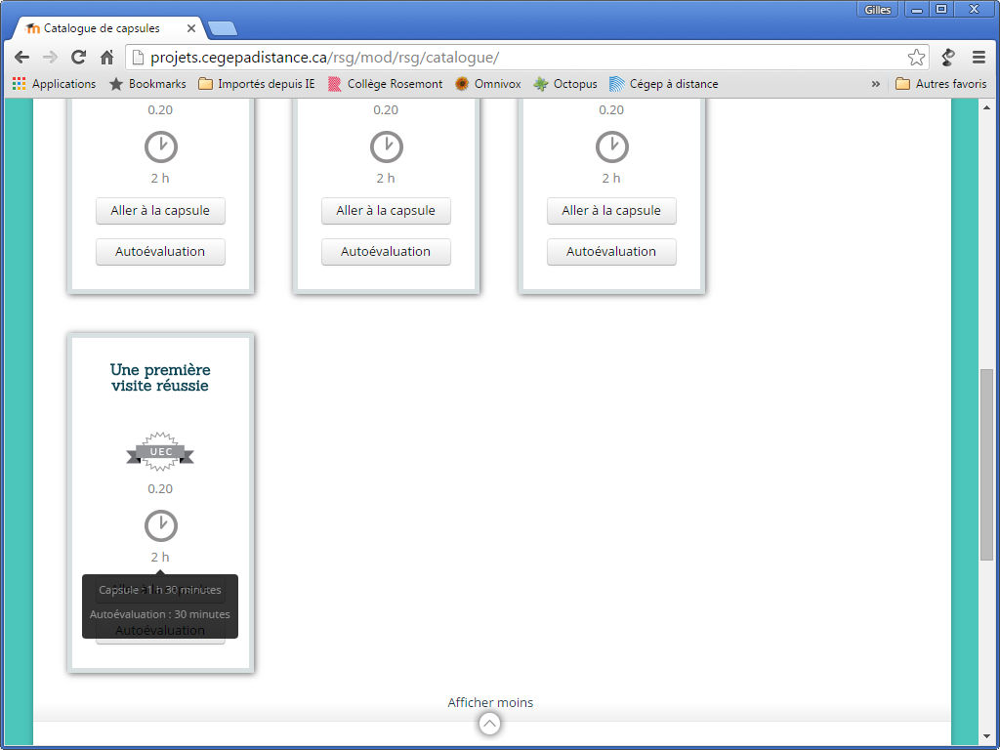 Gilles
Catalogue de capsules
projets.cegepadistance.ca/rsg/mod/rsg/catalogue/
Applications
Bookmarks
Importés depuis IE
Collège Rosemont
Omnivox
Octopus
Cégep à distance
»
Autres favoris
0.20
2 h
Aller à la capsule
Autoévaluation
0.20
2 h
Aller à la capsule
Autoévaluation
0.20
2 h
Aller à la capsule
Autoévaluation
Une première
visite réussie
UEC
0.20
2 h
Capsule : 1 h 30 minutes
Autoévaluation : 30 minutes
Autoévaluation
Afficher moins